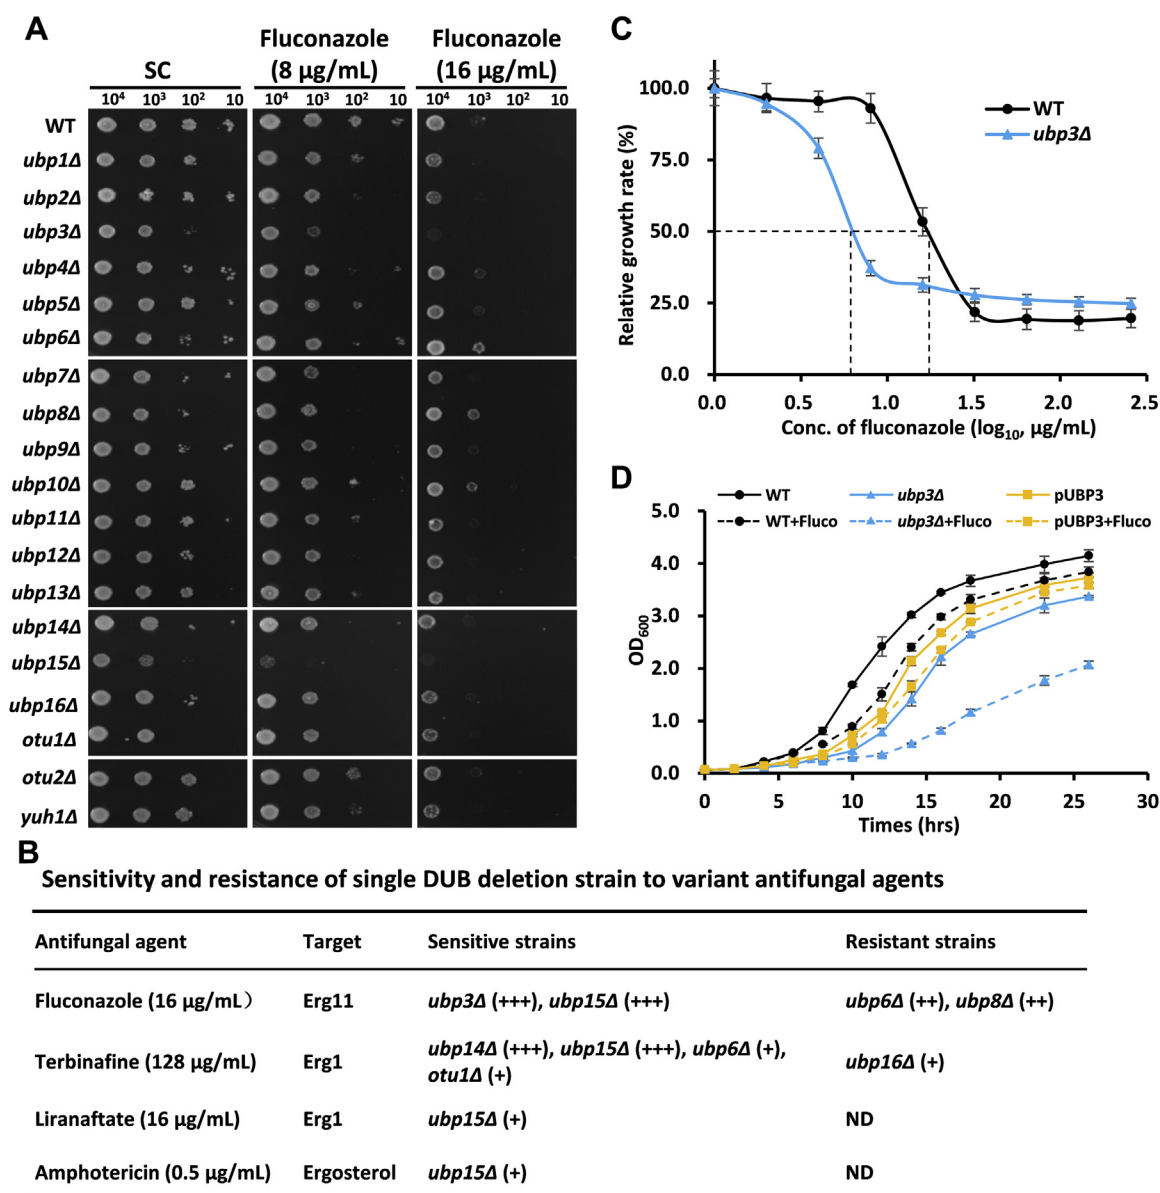 A
SC
Fluconazole
(8 µg/mL)
Fluconazole
(16 µg/mL)
10⁴ 10³ 10² 10 10⁴ 10³ 10² 10 10⁴ 10³ 10² 10
WT
ubp1Δ
ubp2Δ
ubp3Δ
ubp4Δ
ubp5Δ
ubp6Δ
ubp7Δ
ubp8Δ
ubp9Δ
ubp10Δ
ubp11Δ
ubp12Δ
ubp13Δ
ubp14Δ
ubp15Δ
ubp16Δ
otu1Δ
otu2Δ
yuh1Δ
C
Relative growth rate (%)
100.0
75.0
50.0
25.0
0.0
0.0 0.5 1.0 1.5 2.0 2.5
Conc. of fluconazole (log₁₀, µg/mL)
WT
ubp3Δ
D
WT ubp3Δ pUBP3
WT+Fluco ubp3Δ+Fluco pUBP3+Fluco
OD₆₀₀
5.0
4.0
3.0
2.0
1.0
0.0
0 5 10 15 20 25 30
Times (hrs)
B
Sensitivity and resistance of single DUB deletion strain to variant antifungal agents
Antifungal agent Target Sensitive strains Resistant strains
Fluconazole (16 µg/mL） Erg11 ubp3Δ (+++), ubp15Δ (+++) ubp6Δ (++), ubp8Δ (++)
Terbinafine (128 µg/mL) Erg1 ubp14Δ (+++), ubp15Δ (+++), ubp6Δ (+), ubp16Δ (+)
otu1Δ (+)
Liranaftate (16 µg/mL) Erg1 ubp15Δ (+) ND
Amphotericin (0.5 µg/mL) Ergosterol ubp15Δ (+) ND